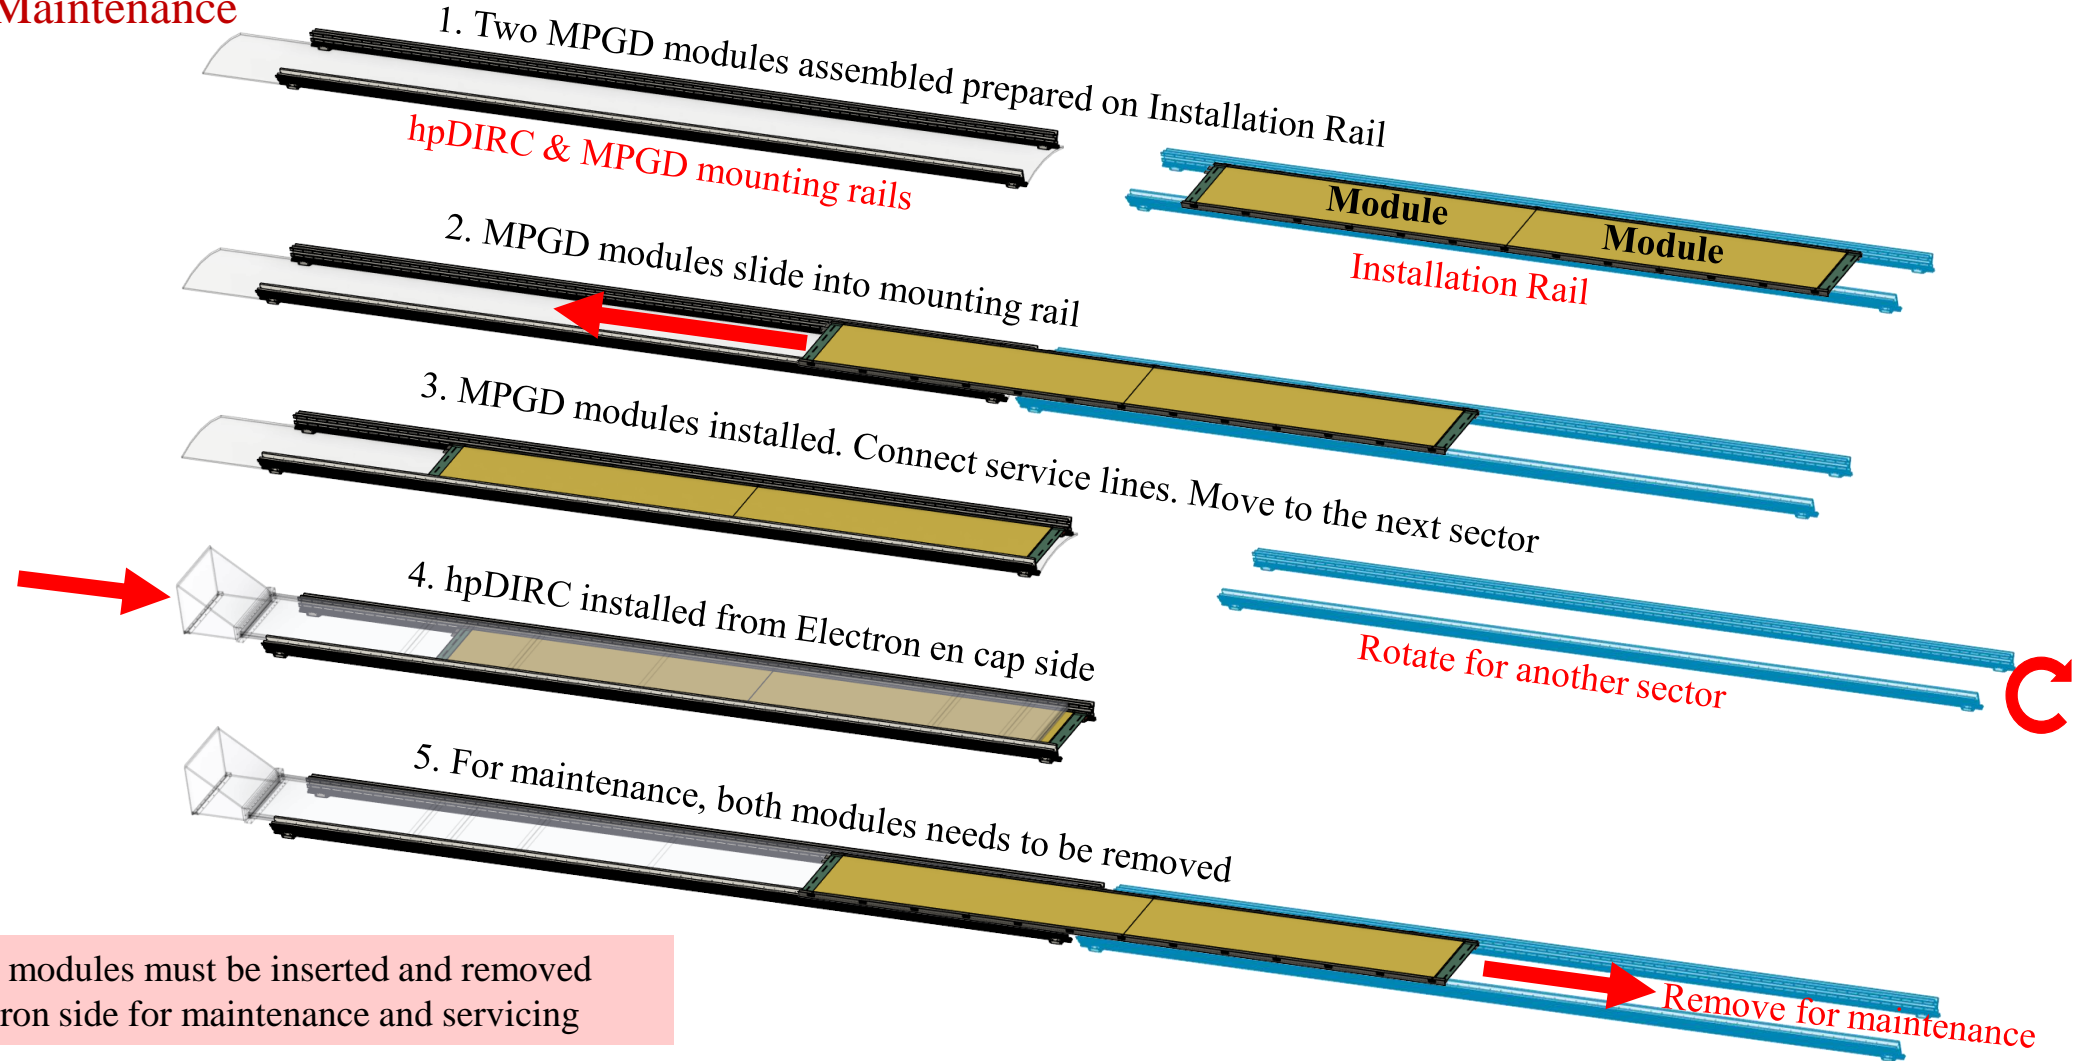 Maintenance
1. Two MPGD modules assembled prepared on Installation Rail
hpDIRC & MPGD mounting rails
Module
Module
Installation Rail
2. MPGD modules slide into mounting rail
3. MPGD modules installed. Connect service lines. Move to the next sector
4. hpDIRC installed from Electron en cap side
Rotate for another sector
5. For maintenance, both modules needs to be removed
modules must be inserted and removed
ron side for maintenance and servicing
Remove for maintenance